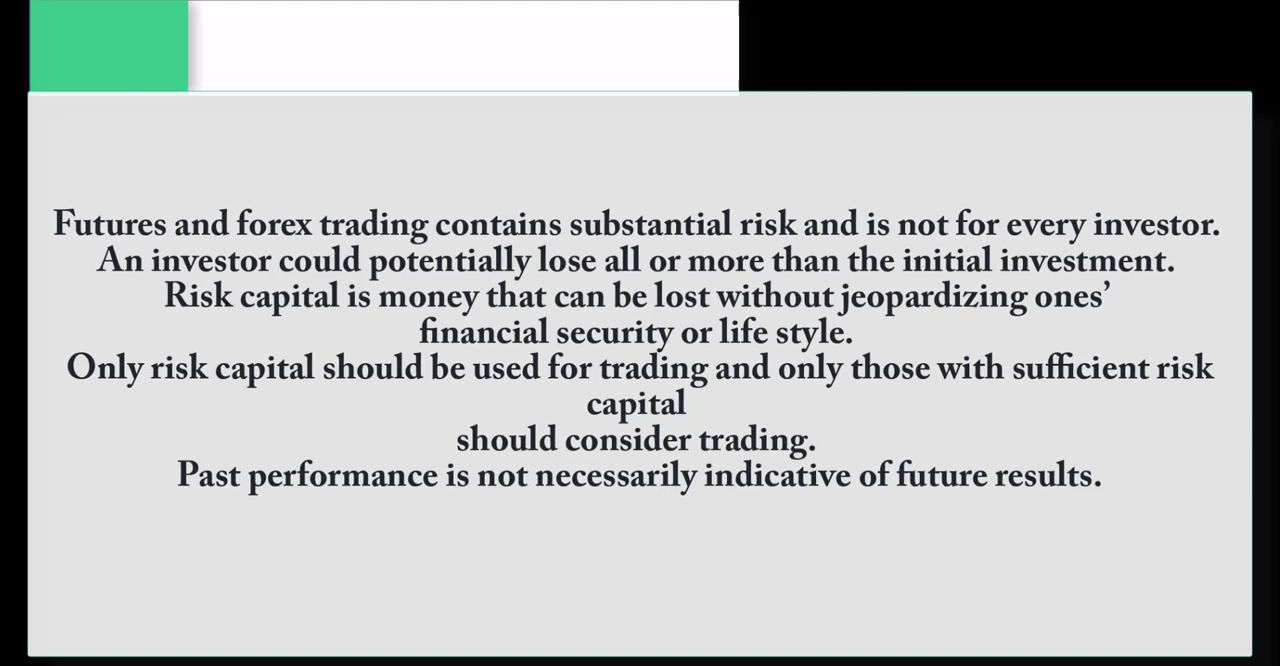 Futures and forex trading contains substantial risk and is not for every investor.
An investor could potentially lose all or more than the initial investment.
Risk capital is money that can be lost without jeopardizing ones’
financial security or life style.
Only risk capital should be used for trading and only those with sufficient risk
capital
should consider trading.
Past performance is not necessarily indicative of future results.